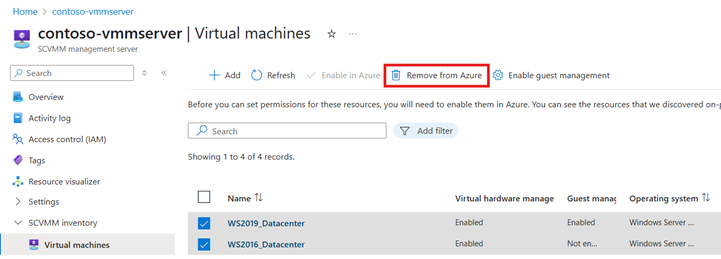 Home > contoso-vmmserver
contoso-vmmserver | Virtual machines
SCVMM management server
Search
Add
Refresh
Enable in Azure
Remove from Azure
Enable guest management
Overview
Activity log
Access control (IAM)
Tags
Resource visualizer
Settings
SCVMM inventory
Virtual machines
Before you can set permissions for these resources, you will need to enable them in Azure. You can see the resources that we discovered on-p
Search
Add filter
Showing 1 to 4 of 4 records.
Name Virtual hardware manage Guest manag Operating system
WS2019_Datacenter Enabled Enabled Windows Server ...
WS2016_Datacenter Enabled Not en... Windows Server ...